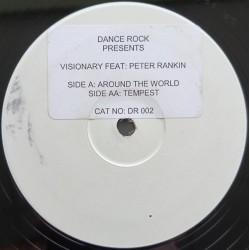 DANCE ROCK
PRESENTS
VISIONARY FEAT: PETER RANKIN
SIDE A: AROUND THE WORLD
SIDE AA: TEMPEST
CAT NO: DR 002